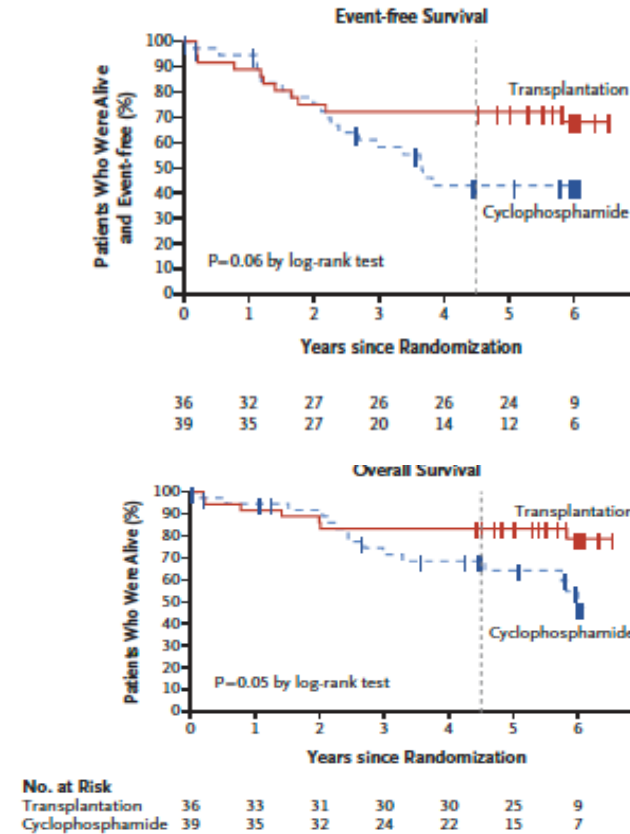 Event-free Survival
Patients Who Were Alive
and Event-free (%)
100
90
80
70
60
50
40
30
20
10
0
Transplantation
Cyclophosphamide
P=0.06 by log-rank test
0 1 2 3 4 5 6
Years since Randomization
36 32 27 26 26 24 9
39 35 27 20 14 12 6
Overall Survival
Patients Who Were Alive (%)
100
90
80
70
60
50
40
30
20
10
0
Transplantation
Cyclophosphamide
P=0.05 by log-rank test
0 1 2 3 4 5 6
Years since Randomization
No. at Risk
Transplantation 36 33 31 30 30 25 9
Cyclophosphamide 39 35 32 24 22 15 7